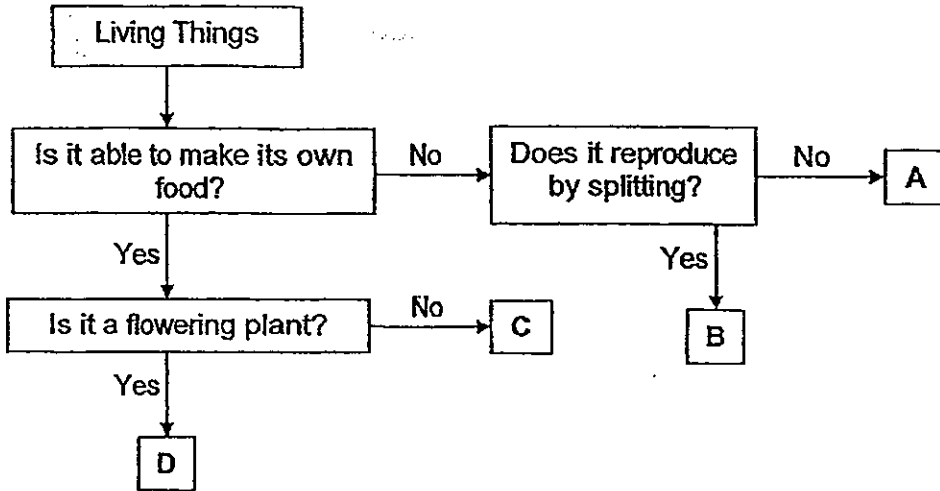 Living Things
Is it able to make its own
food?
No
Does it reproduce
by splitting?
No
A
Yes
Yes
Is it a flowering plant?
No
C
B
Yes
D